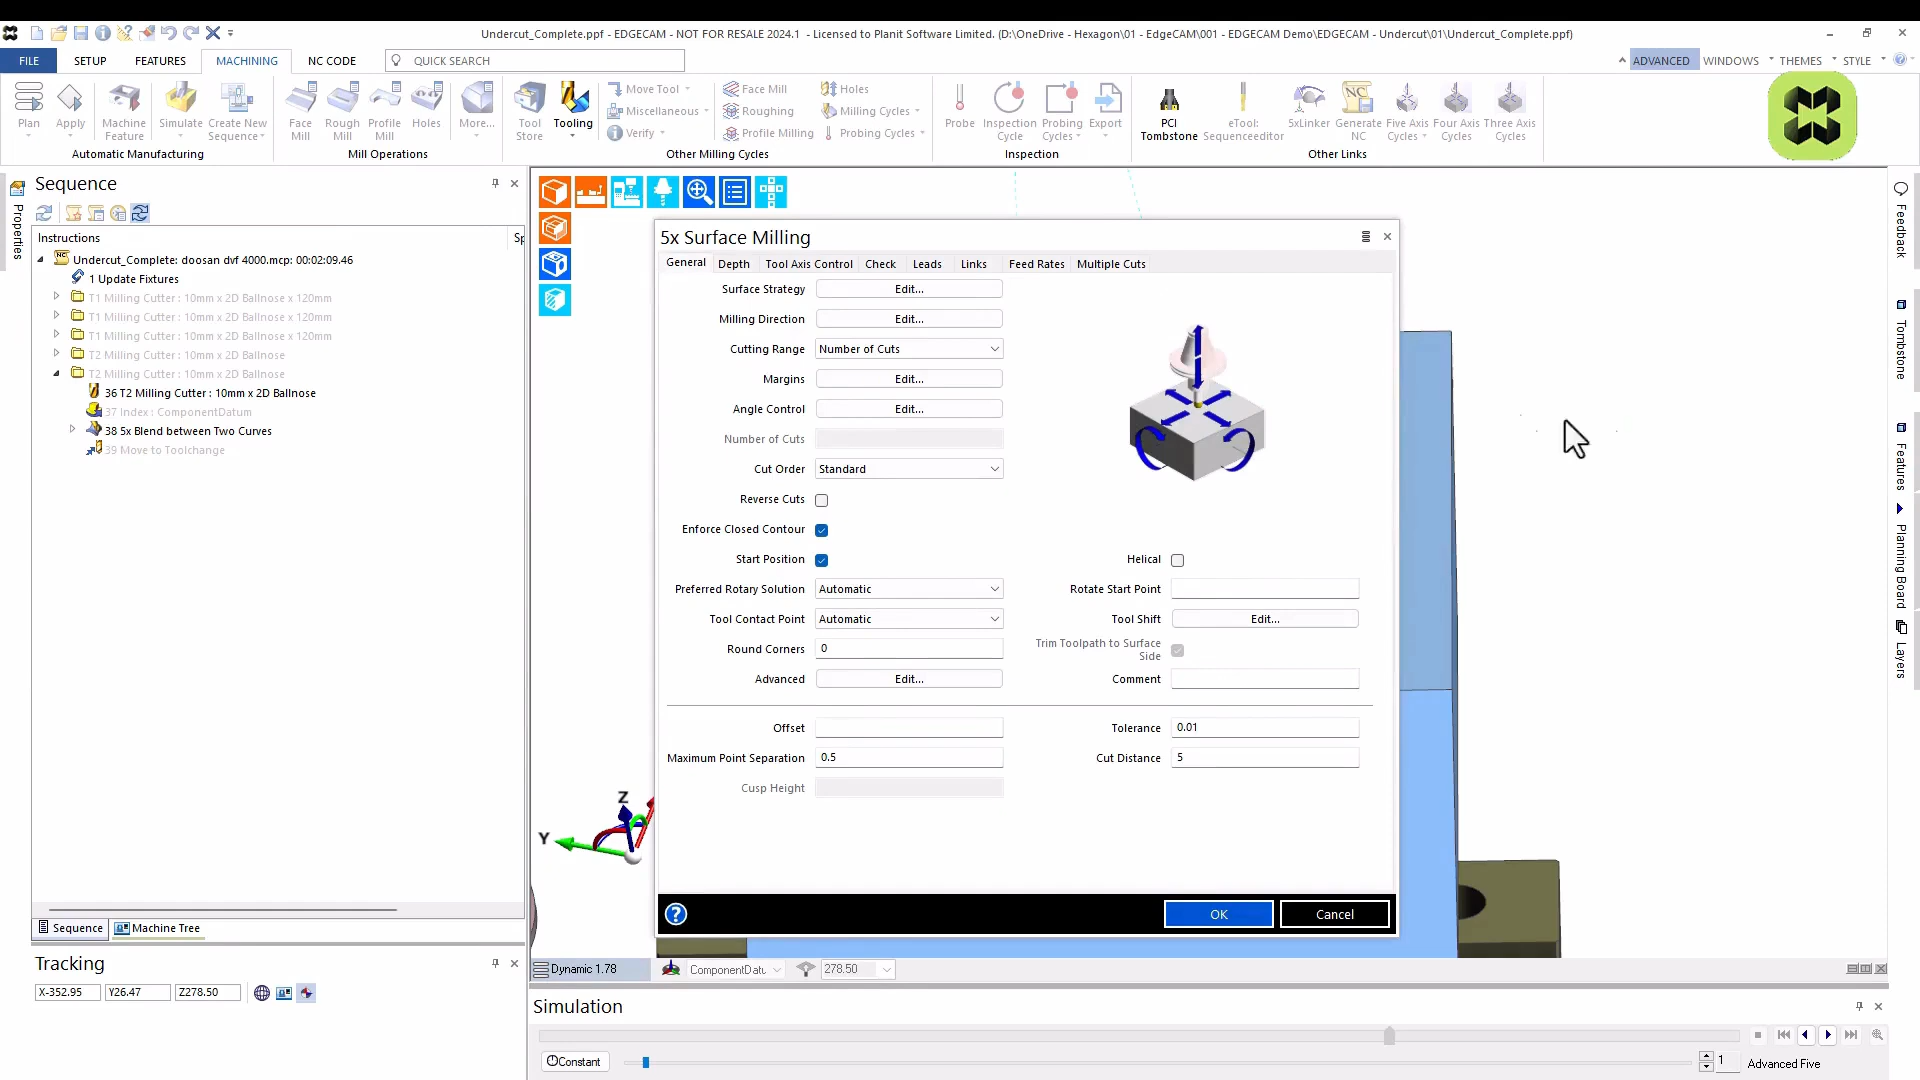 Undercut_Complete.ppf - EDGECAM - NOT FOR RESALE 2024.1 - Licensed to Planit Software Limited. (D:\OneDrive - Hexagon\01 - EdgeCAM\001 - EDGECAM Demo\EDGECAM - Undercut\01\Undercut_Complete.ppf)
FILE SETUP FEATURES MACHINING NC CODE QUICK SEARCH ADVANCED WINDOWS THEMES STYLE
Plan Apply Machine Feature Simulate Create New Sequence
Automatic Manufacturing
Face Mill Rough Mill Profile Mill Holes More...
Mill Operations
Tool Store Tooling
Move Tool Face Mill Holes
Miscellaneous Roughing Milling Cycles
Verify Profile Milling Probing Cycles
Other Milling Cycles
Probe Inspection Cycle Probing Cycles Export
Inspection
PCI Tombstone eTool: Sequenceeditor 5xLinker Generate NC Five Axis Cycles Four Axis Cycles Three Axis Cycles
Other Links
Properties
Sequence
Instructions Sp
Undercut_Complete: doosan dvf 4000.mcp: 00:02:09.46
1 Update Fixtures
T1 Milling Cutter : 10mm x 2D Ballnose x 120mm
T1 Milling Cutter : 10mm x 2D Ballnose x 120mm
T1 Milling Cutter : 10mm x 2D Ballnose x 120mm
T2 Milling Cutter : 10mm x 2D Ballnose
T2 Milling Cutter : 10mm x 2D Ballnose
36 T2 Milling Cutter : 10mm x 2D Ballnose
37 Index : ComponentDatum
38 5x Blend between Two Curves
39 Move to Toolchange
Sequence Machine Tree
Tracking
X-352.95 Y26.47 Z278.50
5x Surface Milling
General Depth Tool Axis Control Check Leads Links Feed Rates Multiple Cuts
Surface Strategy Edit...
Milling Direction Edit...
Cutting Range Number of Cuts
Margins Edit...
Angle Control Edit...
Number of Cuts
Cut Order Standard
Reverse Cuts
Enforce Closed Contour
Start Position Helical
Preferred Rotary Solution Automatic Rotate Start Point
Tool Contact Point Automatic Tool Shift Edit...
Round Corners 0 Trim Toolpath to Surface Side
Advanced Edit... Comment
Offset Tolerance 0.01
Maximum Point Separation 0.5 Cut Distance 5
Cusp Height
? OK Cancel
Z
Y
Dynamic 1.78 ComponentDatu 278.50
Simulation
Constant 1 Advanced Five
Feedback
Tombstone
Features
Planning Board
Layers